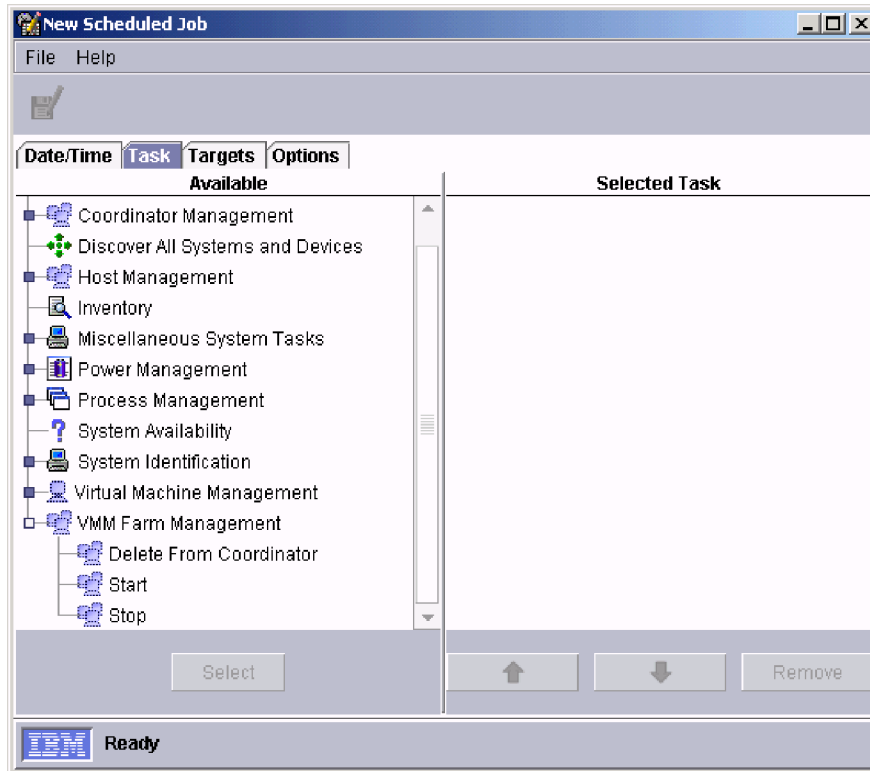 New Scheduled Job
File Help
Date/Time Task Targets Options
Available Selected Task
Coordinator Management
Discover All Systems and Devices
Host Management
Inventory
Miscellaneous System Tasks
Power Management
Process Management
? System Availability
System Identification
Virtual Machine Management
VMM Farm Management
Delete From Coordinator
Start
Stop
Select Remove
IBM Ready